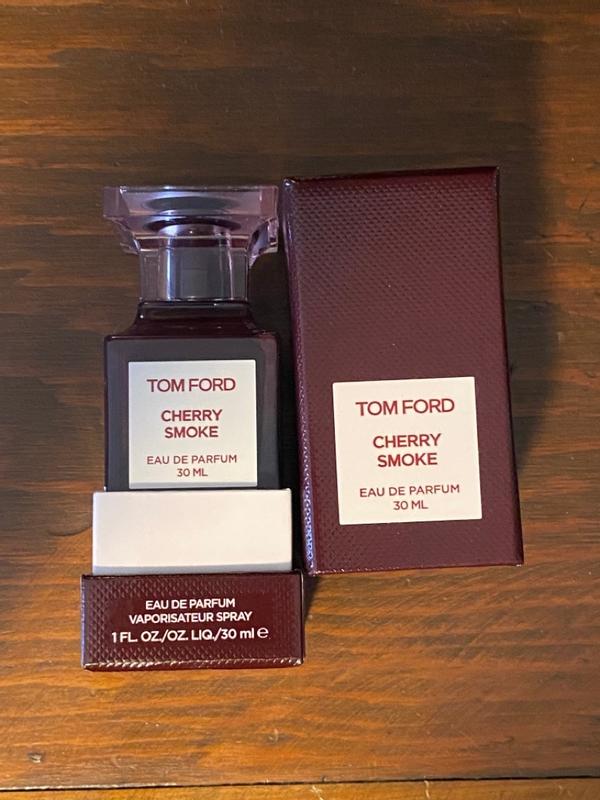 TOM FORD
CHERRY
SMOKE
EAU DE PARFUM
30 ML
EAU DE PARFUM
VAPORISATEUR SPRAY
1 FL. OZ./OZ. LIQ./30 ml ℮
TOM FORD
CHERRY
SMOKE
EAU DE PARFUM
30 ML